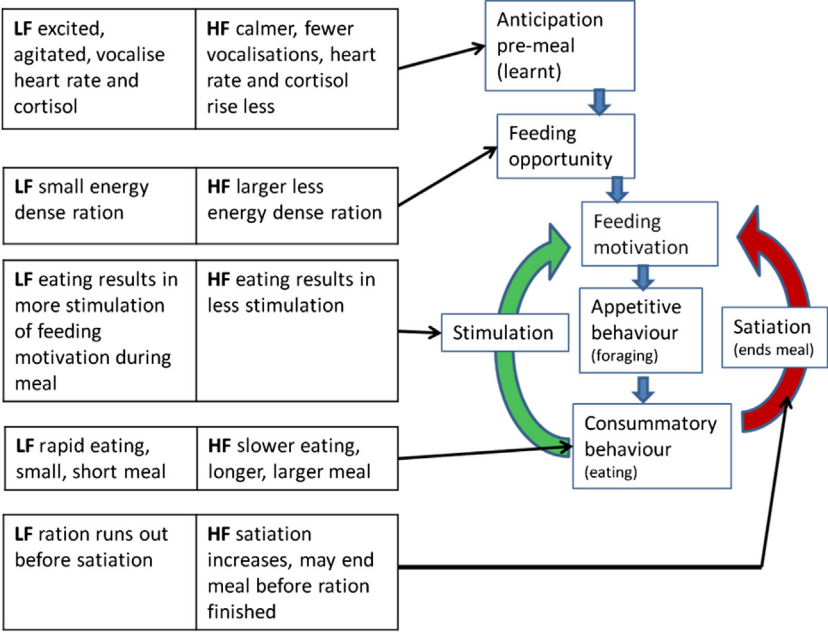 LF excited,
agitated, vocalise
heart rate and
cortisol
HF calmer, fewer
vocalisations, heart
rate and cortisol
rise less
Anticipation
pre-meal
(learnt)
Feeding
opportunity
LF small energy
dense ration
HF larger less
energy dense ration
Feeding
motivation
LF eating results in
more stimulation
of feeding
motivation during
meal
HF eating results in
less stimulation
Stimulation
Appetitive
behaviour
(foraging)
Satiation
(ends meal)
LF rapid eating,
small, short meal
HF slower eating,
longer, larger meal
Consummatory
behaviour
(eating)
LF ration runs out
before satiation
HF satiation
increases, may end
meal before ration
finished